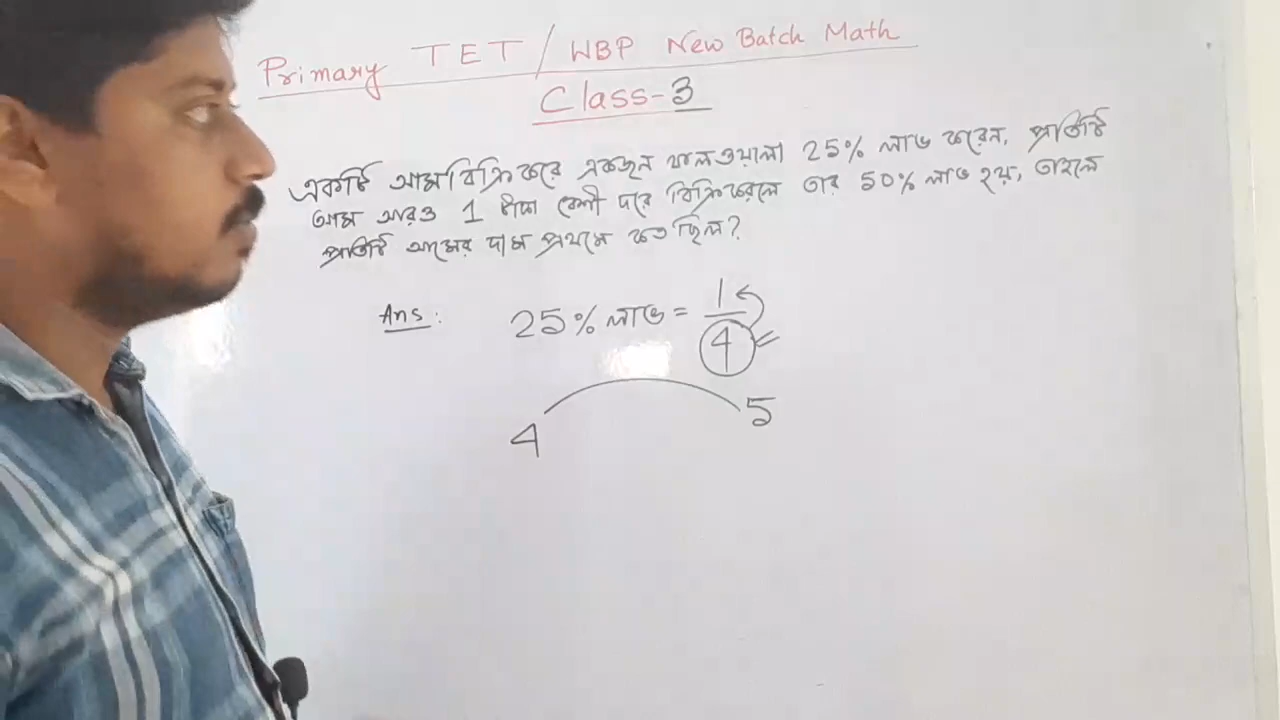 Primary TET / WBP New Batch Math
Class-3
একটি আম বিক্রি করে একজন ফলওয়ালা 25% লাভ করেন, প্রতিটি
আম আরও 1 টাকা বেশী দরে বিক্রি করলে তার 50% লাভ হয়, তাহলে
প্রতিটি আমের দাম প্রথমে কত ছিল?
Ans: 25% লাভ = 1/4
4 5